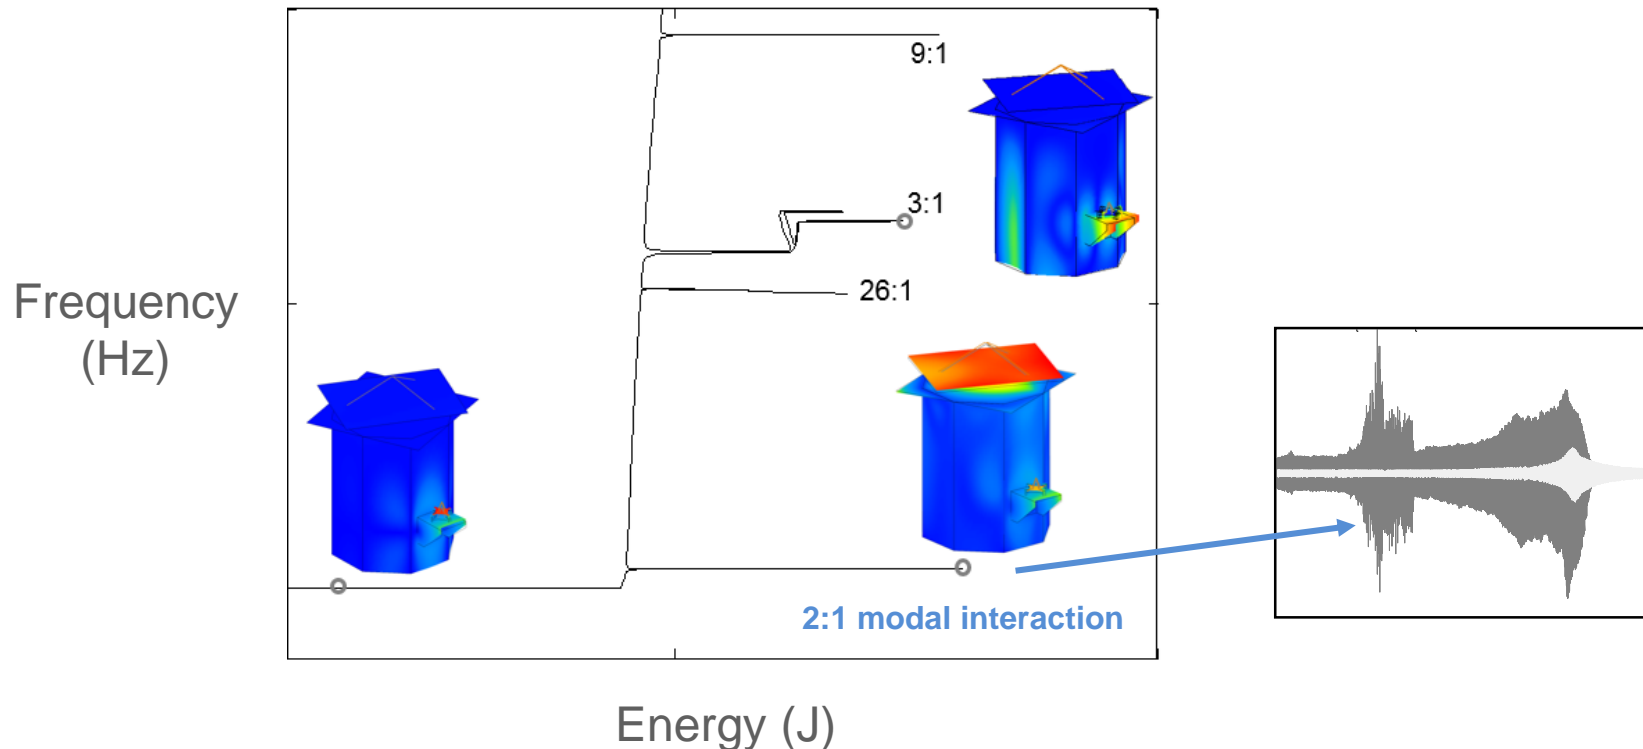 9:1
3:1
26:1
Frequency
(Hz)
2:1 modal interaction
Energy (J)